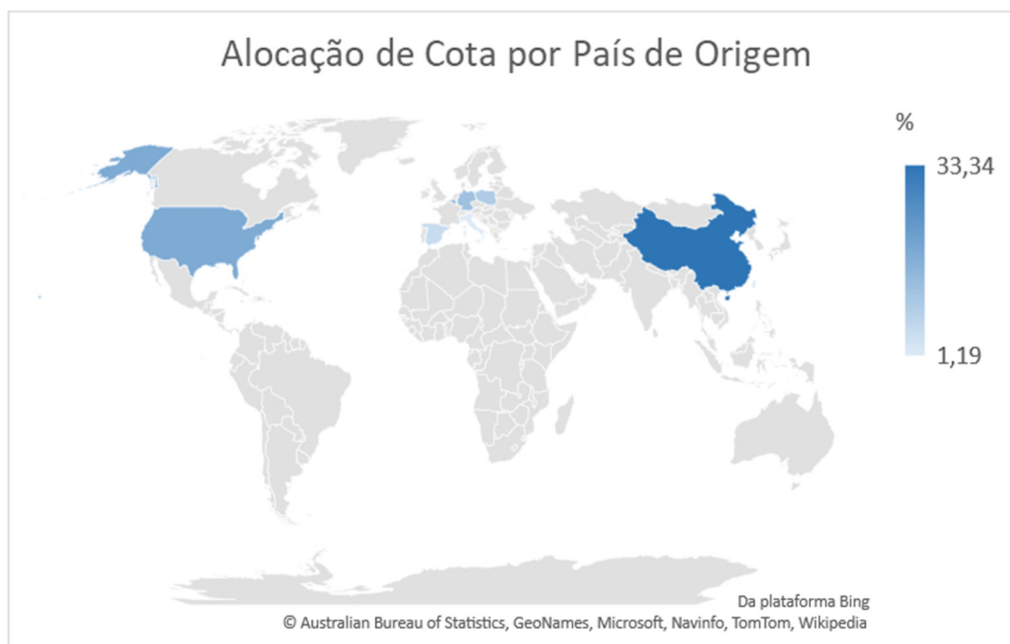 Alocação de Cota por País de Origem
%
33,34
1,19
Da plataforma Bing
© Australian Bureau of Statistics, GeoNames, Microsoft, Navinfo, TomTom, Wikipedia